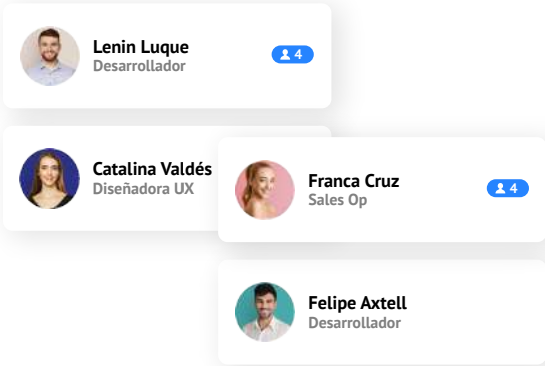 Lenin Luque
Desarrollador
4
Catalina Valdés
Diseñadora UX
Franca Cruz
Sales Op
4
Felipe Axtell
Desarrollador